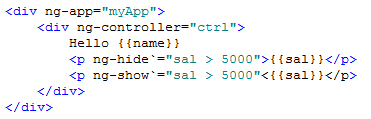 <div ng-app="myApp">
<div ng-controller="ctrl">
Hello {{name}}
<p ng-hide`="sal > 5000">{{sal}}</p>
<p ng-show`="sal > 5000"<{{sal}}</p>
</div>
</div>